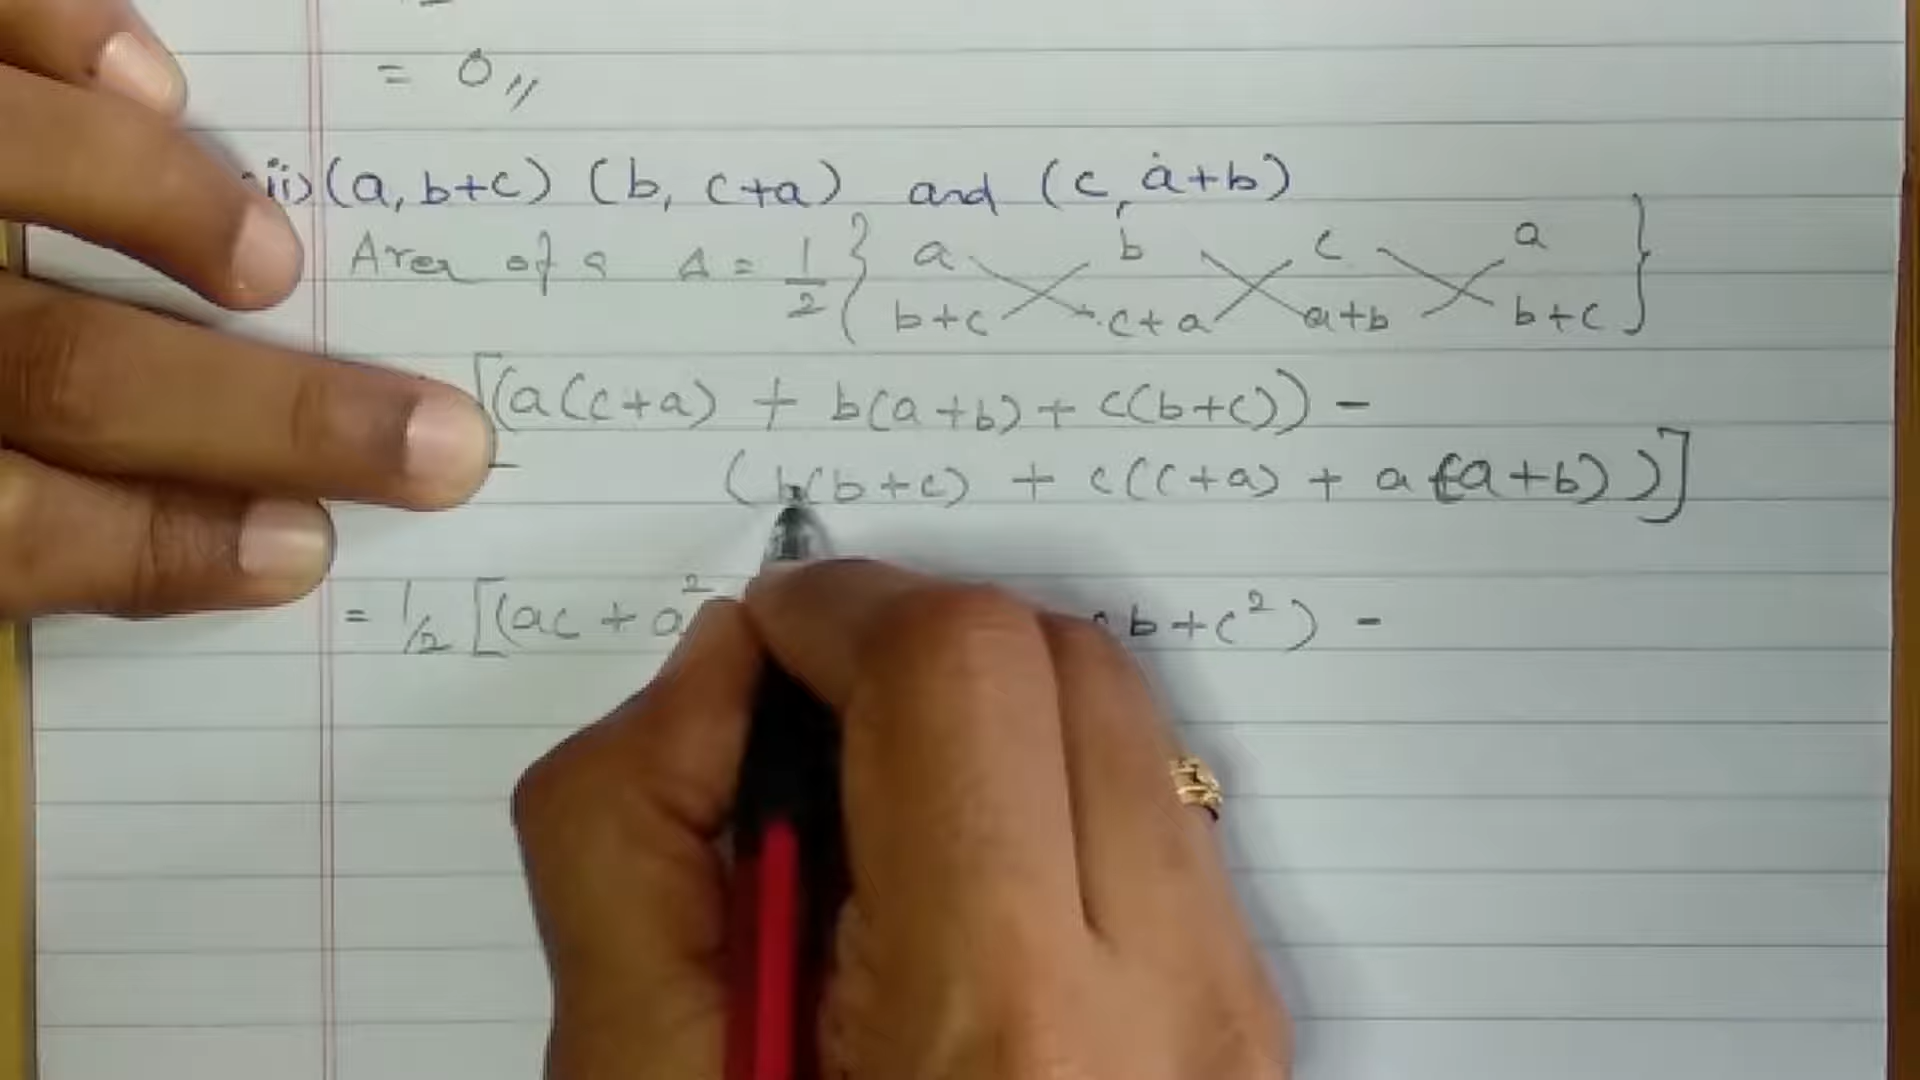 = 0 //
ii) (a, b+c) (b, c+a) and (c, a+b)
Area of a Δ = 1/2 { a b c a
b+c c+a a+b b+c }
[(a(c+a) + b(a+b) + c(b+c)) -
(b(b+c) + c(c+a) + a(a+b))]
= 1/2 [(ac + a² b + c²) -